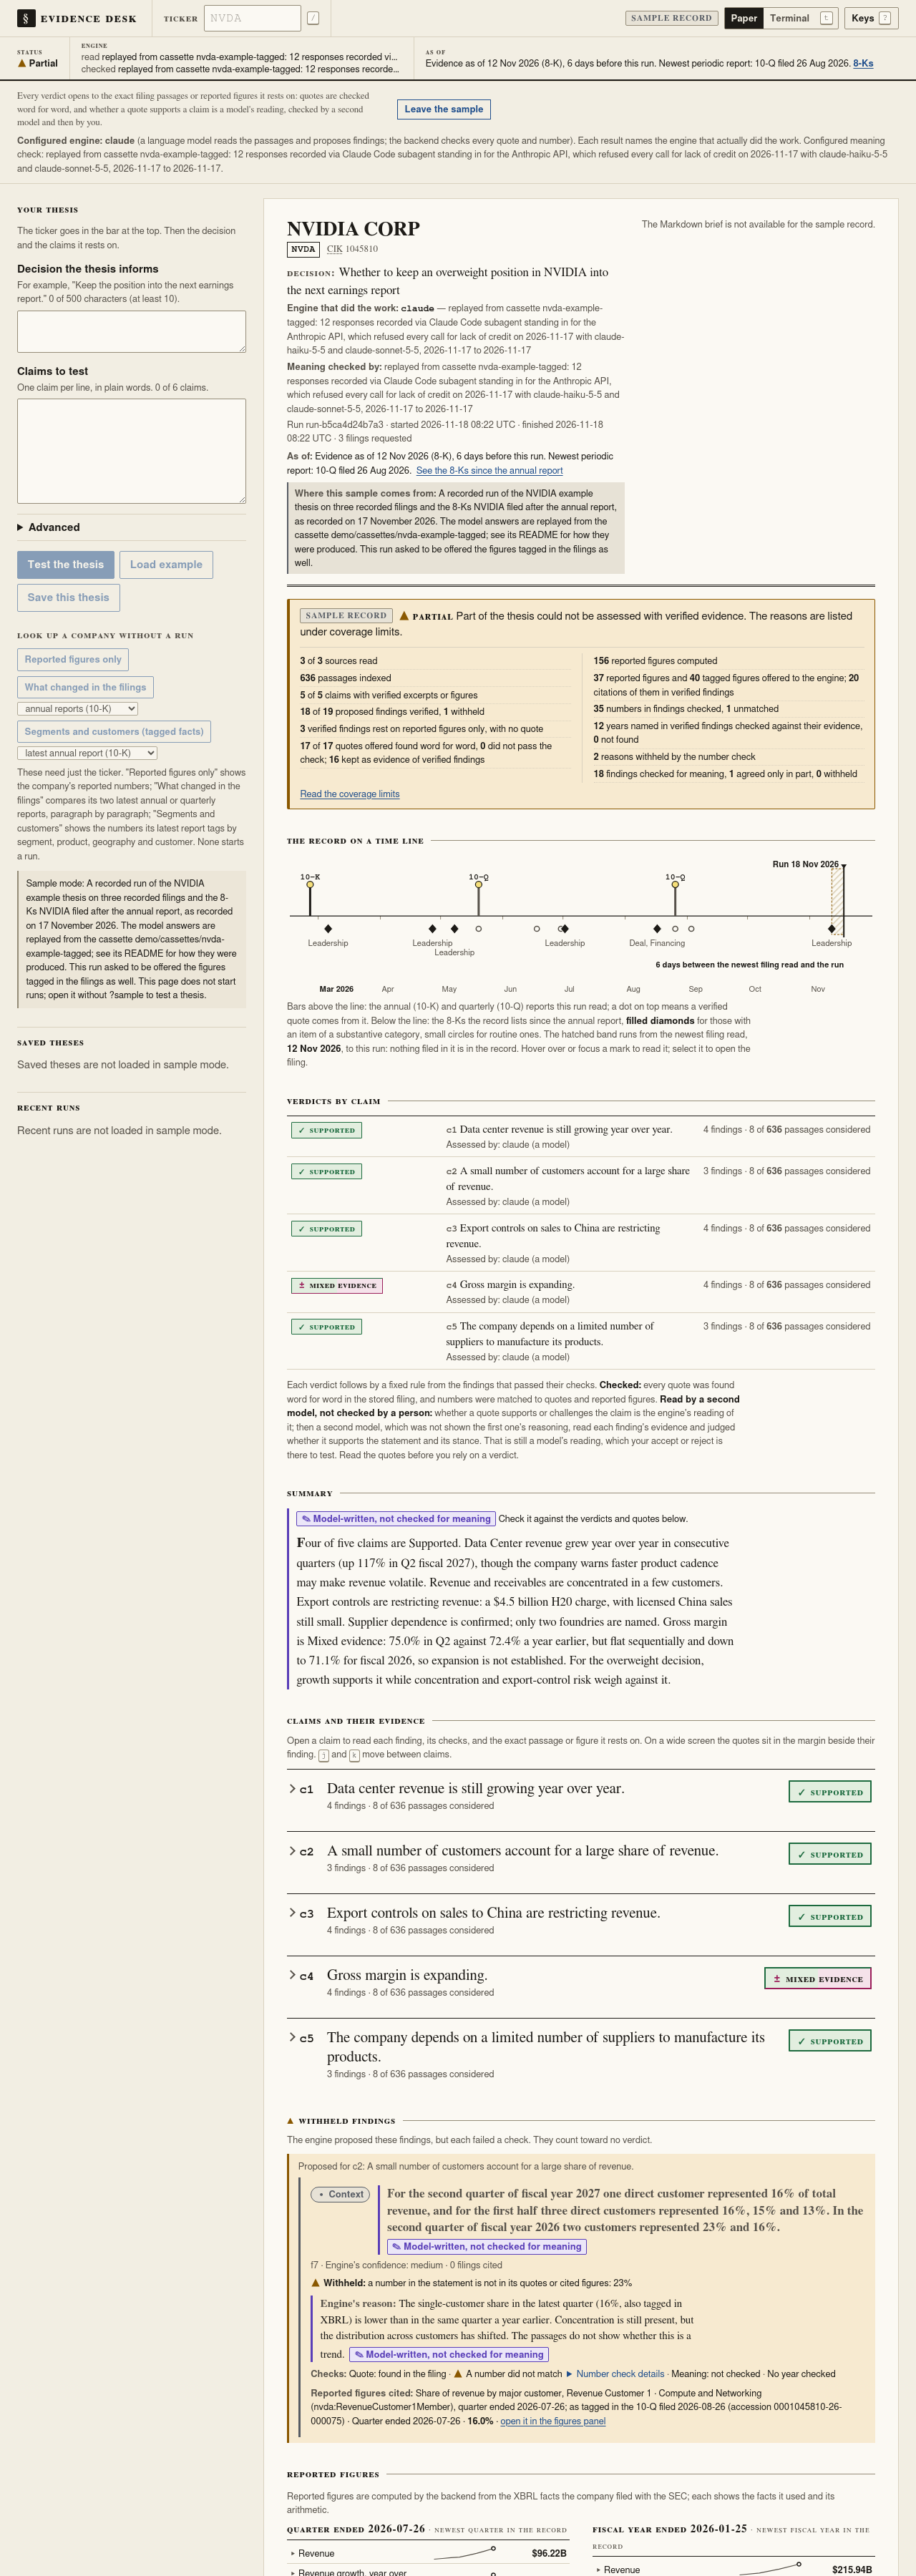 § EVIDENCE DESK TICKER NVDA / SAMPLE RECORD Paper Terminal t Keys ?
STATUS
▲ Partial
ENGINE
read replayed from cassette nvda-example-tagged: 12 responses recorded vi...
checked replayed from cassette nvda-example-tagged: 12 responses recorde...
AS OF
Evidence as of 12 Nov 2026 (8-K), 6 days before this run. Newest periodic report: 10-Q filed 26 Aug 2026. 8-Ks
Every verdict opens to the exact filing passages or reported figures it rests on: quotes are checked
word for word, and whether a quote supports a claim is a model's reading, checked by a second
model and then by you.
Leave the sample
Configured engine: claude (a language model reads the passages and proposes findings; the backend checks every quote and number). Each result names the engine that actually did the work. Configured meaning
check: replayed from cassette nvda-example-tagged: 12 responses recorded via Claude Code subagent standing in for the Anthropic API, which refused every call for lack of credit on 2026-11-17 with claude-haiku-5-5
and claude-sonnet-5-5, 2026-11-17 to 2026-11-17.
YOUR THESIS
The ticker goes in the bar at the top. Then the decision
and the claims it rests on.
Decision the thesis informs
For example, "Keep the position into the next earnings
report." 0 of 500 characters (at least 10).
Claims to test
One claim per line, in plain words. 0 of 6 claims.
▶ Advanced
Test the thesis
Load example
Save this thesis
LOOK UP A COMPANY WITHOUT A RUN
Reported figures only
What changed in the filings
annual reports (10-K)
Segments and customers (tagged facts)
latest annual report (10-K)
These need just the ticker. "Reported figures only" shows
the company's reported numbers; "What changed in the
filings" compares its two latest annual or quarterly
reports, paragraph by paragraph; "Segments and
customers" shows the numbers its latest report tags by
segment, product, geography and customer. None starts
a run.
Sample mode: A recorded run of the NVIDIA
example thesis on three recorded filings and the 8-
Ks NVIDIA filed after the annual report, as recorded
on 17 November 2026. The model answers are
replayed from the cassette demo/cassettes/nvda-
example-tagged; see its README for how they were
produced. This run asked to be offered the figures
tagged in the filings as well. This page does not start
runs; open it without ?sample to test a thesis.
SAVED THESES
Saved theses are not loaded in sample mode.
RECENT RUNS
Recent runs are not loaded in sample mode.
NVIDIA CORP
NVDA CIK 1045810
The Markdown brief is not available for the sample record.
DECISION: Whether to keep an overweight position in NVIDIA into
the next earnings report
Engine that did the work: claude — replayed from cassette nvda-example-
tagged: 12 responses recorded via Claude Code subagent standing in for the
Anthropic API, which refused every call for lack of credit on 2026-11-17 with claude-
haiku-5-5 and claude-sonnet-5-5, 2026-11-17 to 2026-11-17
Meaning checked by: replayed from cassette nvda-example-tagged: 12
responses recorded via Claude Code subagent standing in for the Anthropic API,
which refused every call for lack of credit on 2026-11-17 with claude-haiku-5-5 and
claude-sonnet-5-5, 2026-11-17 to 2026-11-17
Run run-b5ca4d24b7a3 · started 2026-11-18 08:22 UTC · finished 2026-11-18
08:22 UTC · 3 filings requested
As of: Evidence as of 12 Nov 2026 (8-K), 6 days before this run. Newest periodic
report: 10-Q filed 26 Aug 2026. See the 8-Ks since the annual report
Where this sample comes from: A recorded run of the NVIDIA example
thesis on three recorded filings and the 8-Ks NVIDIA filed after the annual report,
as recorded on 17 November 2026. The model answers are replayed from the
cassette demo/cassettes/nvda-example-tagged; see its README for how they
were produced. This run asked to be offered the figures tagged in the filings as
well.
SAMPLE RECORD ▲ PARTIAL Part of the thesis could not be assessed with verified evidence. The reasons are listed
under coverage limits.
3 of 3 sources read
636 passages indexed
5 of 5 claims with verified excerpts or figures
18 of 19 proposed findings verified, 1 withheld
3 verified findings rest on reported figures only, with no quote
17 of 17 quotes offered found word for word, 0 did not pass the
check; 16 kept as evidence of verified findings
156 reported figures computed
37 reported figures and 40 tagged figures offered to the engine; 20
citations of them in verified findings
35 numbers in findings checked, 1 unmatched
12 years named in verified findings checked against their evidence,
0 not found
2 reasons withheld by the number check
18 findings checked for meaning, 1 agreed only in part, 0 withheld
Read the coverage limits
THE RECORD ON A TIME LINE
Run 18 Nov 2026
10-K 10-Q 10-Q
Leadership Leadership Leadership Deal, Financing Leadership
Leadership
6 days between the newest filing read and the run
Mar 2026 Apr May Jun Jul Aug Sep Oct Nov
Bars above the line: the annual (10-K) and quarterly (10-Q) reports this run read; a dot on top means a verified
quote comes from it. Below the line: the 8-Ks the record lists since the annual report, filled diamonds for those with
an item of a substantive category, small circles for routine ones. The hatched band runs from the newest filing read,
12 Nov 2026, to this run: nothing filed in it is in the record. Hover over or focus a mark to read it; select it to open the
filing.
VERDICTS BY CLAIM
✓ SUPPORTED c1 Data center revenue is still growing year over year. 4 findings · 8 of 636 passages considered
Assessed by: claude (a model)
✓ SUPPORTED c2 A small number of customers account for a large share 3 findings · 8 of 636 passages considered
of revenue.
Assessed by: claude (a model)
✓ SUPPORTED c3 Export controls on sales to China are restricting 4 findings · 8 of 636 passages considered
revenue.
Assessed by: claude (a model)
± MIXED EVIDENCE c4 Gross margin is expanding. 4 findings · 8 of 636 passages considered
Assessed by: claude (a model)
✓ SUPPORTED c5 The company depends on a limited number of 3 findings · 8 of 636 passages considered
suppliers to manufacture its products.
Assessed by: claude (a model)
Each verdict follows by a fixed rule from the findings that passed their checks. Checked: every quote was found
word for word in the stored filing, and numbers were matched to quotes and reported figures. Read by a second
model, not checked by a person: whether a quote supports or challenges the claim is the engine's reading of
it; then a second model, which was not shown the first one's reasoning, read each finding's evidence and judged
whether it supports the statement and its stance. That is still a model's reading, which your accept or reject is
there to test. Read the quotes before you rely on a verdict.
SUMMARY
✎ Model-written, not checked for meaning Check it against the verdicts and quotes below.
Four of five claims are Supported. Data Center revenue grew year over year in consecutive
quarters (up 117% in Q2 fiscal 2027), though the company warns faster product cadence
may make revenue volatile. Revenue and receivables are concentrated in a few customers.
Export controls are restricting revenue: a $4.5 billion H20 charge, with licensed China sales
still small. Supplier dependence is confirmed; only two foundries are named. Gross margin
is Mixed evidence: 75.0% in Q2 against 72.4% a year earlier, but flat sequentially and down
to 71.1% for fiscal 2026, so expansion is not established. For the overweight decision,
growth supports it while concentration and export-control risk weigh against it.
CLAIMS AND THEIR EVIDENCE
Open a claim to read each finding, its checks, and the exact passage or figure it rests on. On a wide screen the quotes sit in the margin beside their
finding. j and k move between claims.
c1 Data center revenue is still growing year over year. ✓ SUPPORTED
4 findings · 8 of 636 passages considered
c2 A small number of customers account for a large share of revenue. ✓ SUPPORTED
3 findings · 8 of 636 passages considered
c3 Export controls on sales to China are restricting revenue. ✓ SUPPORTED
4 findings · 8 of 636 passages considered
c4 Gross margin is expanding. ± MIXED EVIDENCE
4 findings · 8 of 636 passages considered
c5 The company depends on a limited number of suppliers to manufacture its ✓ SUPPORTED
products.
3 findings · 8 of 636 passages considered
▲ WITHHELD FINDINGS
The engine proposed these findings, but each failed a check. They count toward no verdict.
Proposed for c2: A small number of customers account for a large share of revenue.
• Context
For the second quarter of fiscal year 2027 one direct customer represented 16% of total
revenue, and for the first half three direct customers represented 16%, 15% and 13%. In the
second quarter of fiscal year 2026 two customers represented 23% and 16%.
✎ Model-written, not checked for meaning
f7 · Engine's confidence: medium · 0 filings cited
▲ Withheld: a number in the statement is not in its quotes or cited figures: 23%
Engine's reason: The single-customer share in the latest quarter (16%, also tagged in
XBRL) is lower than in the same quarter a year earlier. Concentration is still present, but
the distribution across customers has shifted. The passages do not show whether this is a
trend. ✎ Model-written, not checked for meaning
Checks: Quote: found in the filing · ▲ A number did not match ▶ Number check details · Meaning: not checked · No year checked
Reported figures cited: Share of revenue by major customer, Revenue Customer 1 · Compute and Networking
(nvda:RevenueCustomer1Member), quarter ended 2026-07-26; as tagged in the 10-Q filed 2026-08-26 (accession 0001045810-26-
000075) · Quarter ended 2026-07-26 · 16.0% · open it in the figures panel
REPORTED FIGURES
Reported figures are computed by the backend from the XBRL facts the company filed with the SEC; each shows the facts it used and its
arithmetic.
QUARTER ENDED 2026-07-26 · NEWEST QUARTER IN THE RECORD
▸ Revenue $96.22B
▸ Revenue growth, year over
FISCAL YEAR ENDED 2026-01-25 · NEWEST FISCAL YEAR IN THE
RECORD
▸ Revenue $215.94B